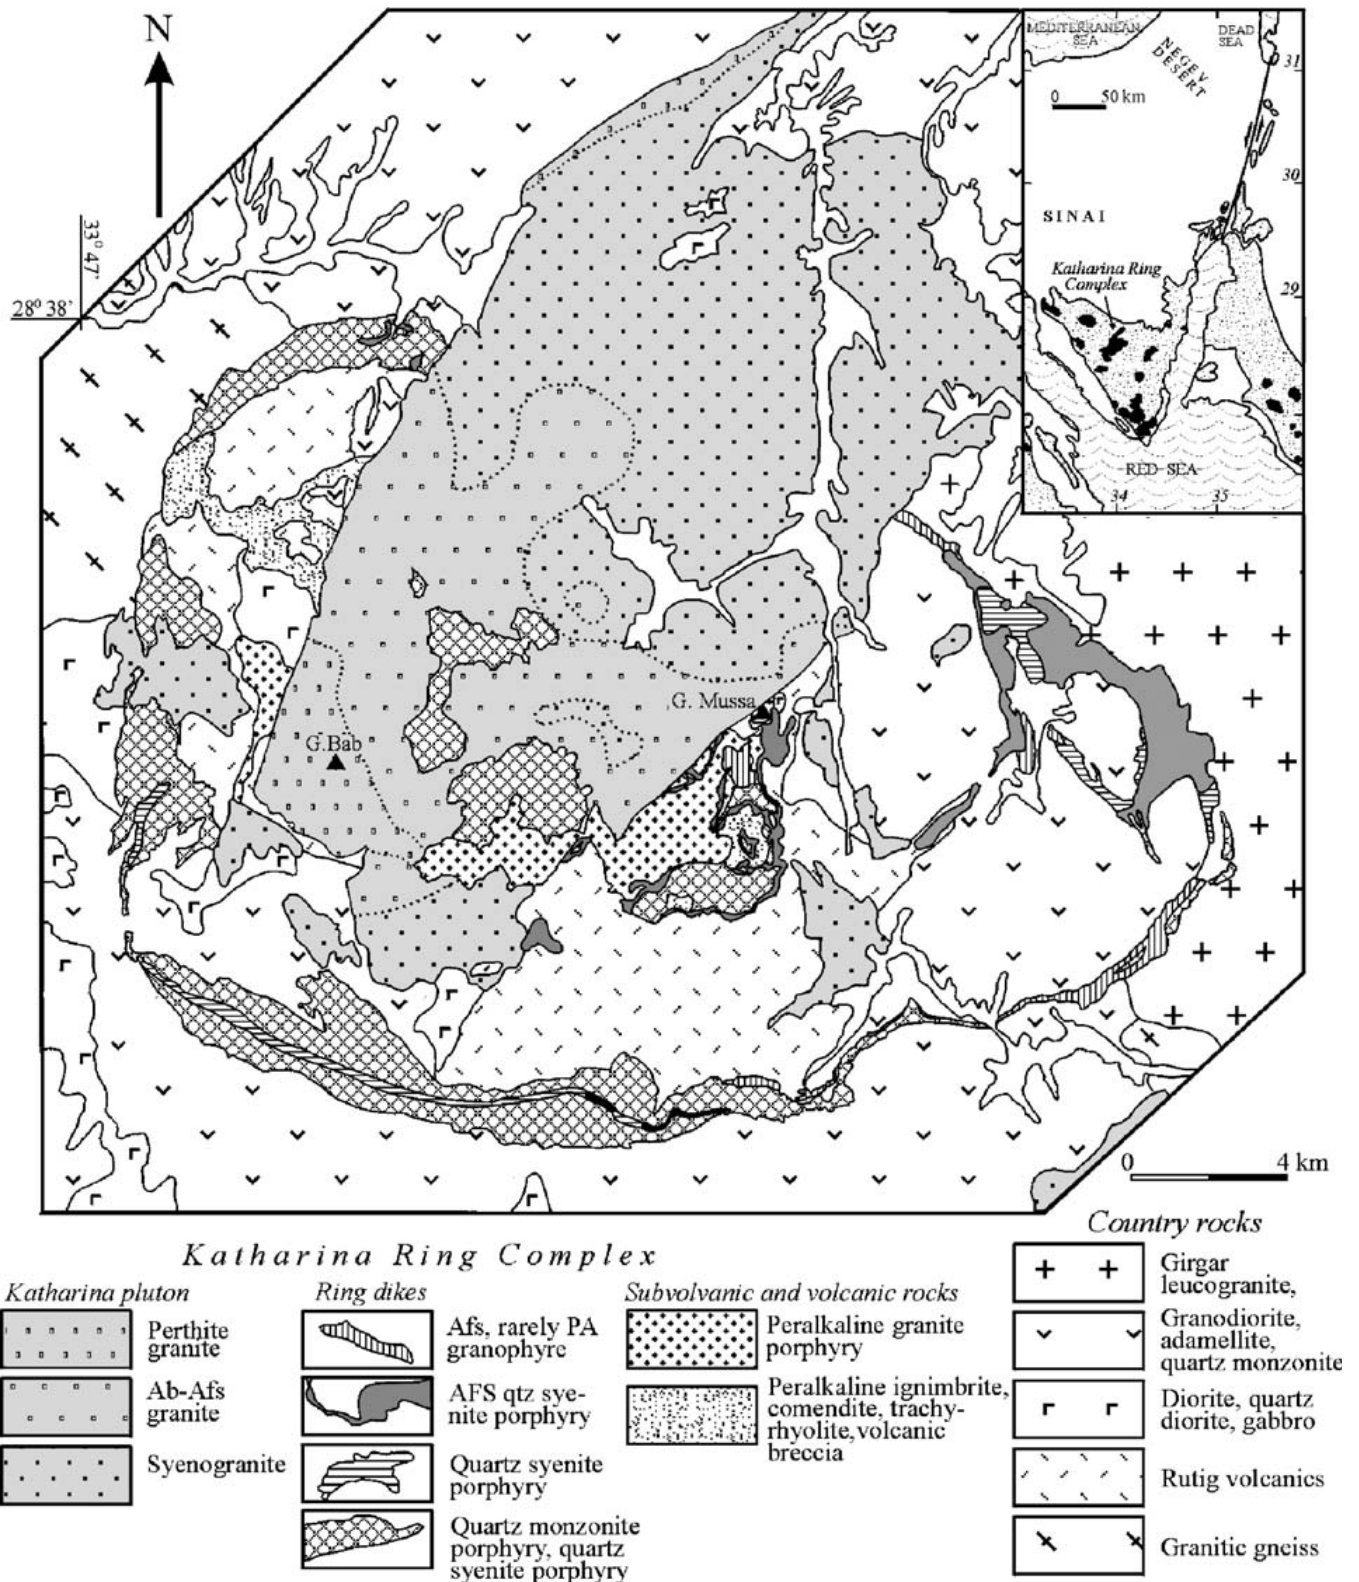 N
MEDITERRANEAN
SEA
DEAD
SEA
NEGEV
DESERT
31
0 50 km
30
SINAI
Katharina Ring
Complex
29
RED SEA
34
35
33° 47'
28° 38'
G. Mussa
G.Bab
0 4 km
Katharina Ring Complex
Katharina pluton
Perthite
granite
Ab-Afs
granite
Syenogranite
Ring dikes
Afs, rarely PA
granophyre
AFS qtz sye-
nite porphyry
Quartz syenite
porphyry
Quartz monzonite
porphyry, quartz
syenite porphyry
Subvolvanic and volcanic rocks
Peralkaline granite
porphyry
Peralkaline ignimbrite,
comendite, trachy-
rhyolite,volcanic
breccia
Country rocks
Girgar
leucogranite,
Granodiorite,
adamellite,
quartz monzonite
Diorite, quartz
diorite, gabbro
Rutig volcanics
Granitic gneiss